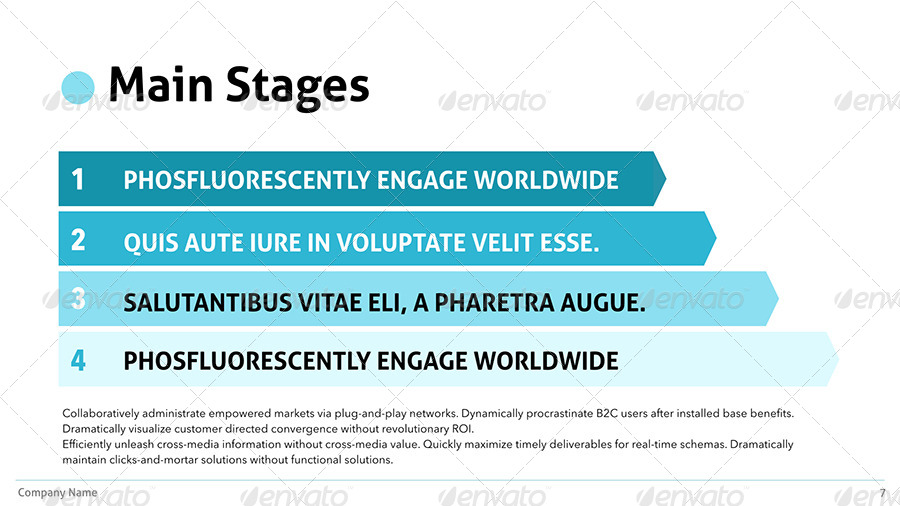 Main Stages
1 PHOSFLUORESCENTLY ENGAGE WORLDWIDE
2 QUIS AUTE IURE IN VOLUPTATE VELIT ESSE.
3 SALUTANTIBUS VITAE ELI, A PHARETRA AUGUE.
4 PHOSFLUORESCENTLY ENGAGE WORLDWIDE
Collaboratively administrate empowered markets via plug-and-play networks. Dynamically procrastinate B2C users after installed base benefits.
Dramatically visualize customer directed convergence without revolutionary ROI.
Efficiently unleash cross-media information without cross-media value. Quickly maximize timely deliverables for real-time schemas. Dramatically
maintain clicks-and-mortar solutions without functional solutions.
Company Name 7
envato envato envato envato envato
envato envato envato envato envato
envato envato envato envato envato